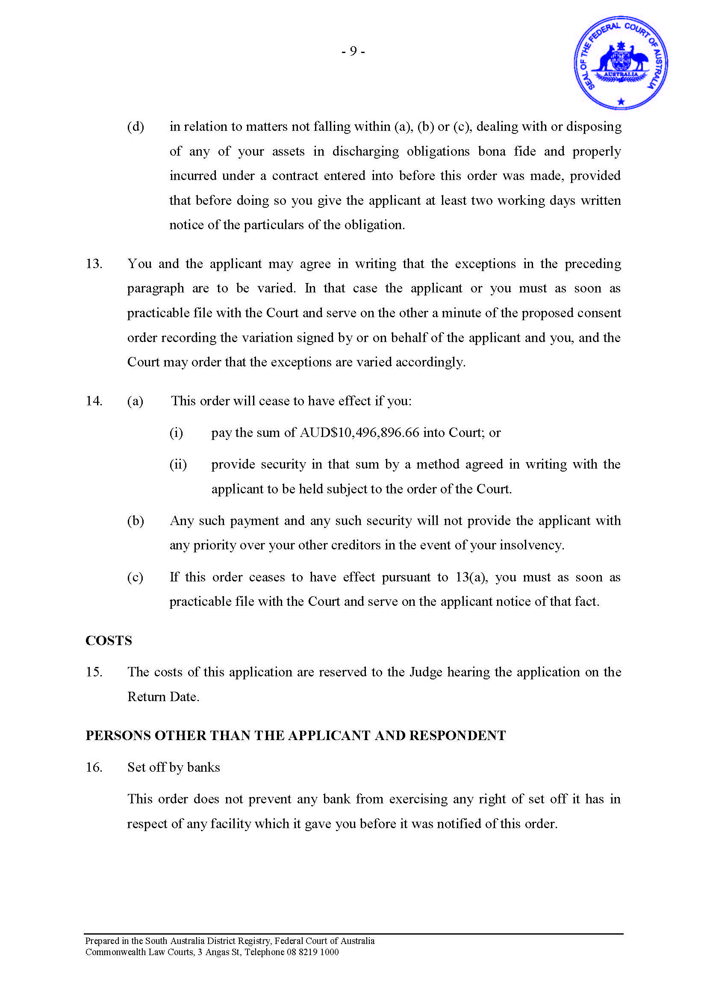 - 9 -
SEAL OF THE FEDERAL COURT OF AUSTRALIA
AUSTRALIA
(d) in relation to matters not falling within (a), (b) or (c), dealing with or disposing
of any of your assets in discharging obligations bona fide and properly
incurred under a contract entered into before this order was made, provided
that before doing so you give the applicant at least two working days written
notice of the particulars of the obligation.
13. You and the applicant may agree in writing that the exceptions in the preceding
paragraph are to be varied. In that case the applicant or you must as soon as
practicable file with the Court and serve on the other a minute of the proposed consent
order recording the variation signed by or on behalf of the applicant and you, and the
Court may order that the exceptions are varied accordingly.
14. (a) This order will cease to have effect if you:
(i) pay the sum of AUD$10,496,896.66 into Court; or
(ii) provide security in that sum by a method agreed in writing with the
applicant to be held subject to the order of the Court.
(b) Any such payment and any such security will not provide the applicant with
any priority over your other creditors in the event of your insolvency.
(c) If this order ceases to have effect pursuant to 13(a), you must as soon as
practicable file with the Court and serve on the applicant notice of that fact.
COSTS
15. The costs of this application are reserved to the Judge hearing the application on the
Return Date.
PERSONS OTHER THAN THE APPLICANT AND RESPONDENT
16. Set off by banks
This order does not prevent any bank from exercising any right of set off it has in
respect of any facility which it gave you before it was notified of this order.
Prepared in the South Australia District Registry, Federal Court of Australia
Commonwealth Law Courts, 3 Angas St, Telephone 08 8219 1000